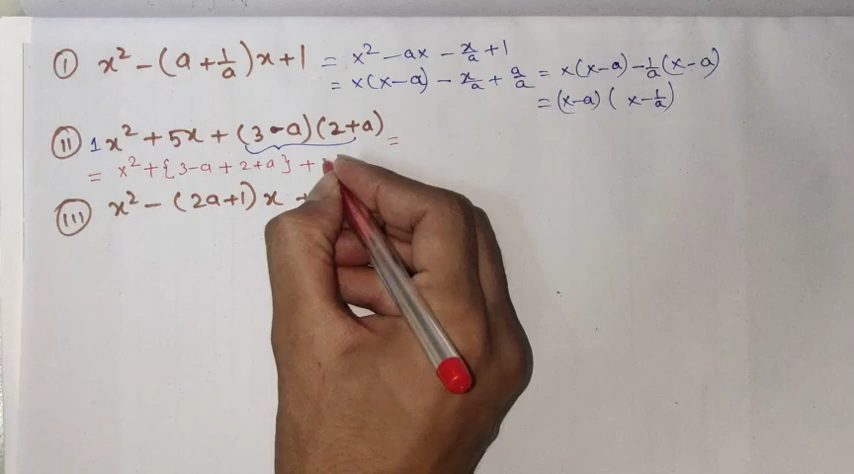 (I) x² - (a + 1/a)x + 1 = x² - ax - x/a + 1
= x(x-a) - x/a + a/a = x(x-a) - 1/a(x-a)
= (x-a)(x - 1/a)
(II) 1x² + 5x + (3-a)(2+a) =
= x² + {3-a+2+a} +
(III) x² - (2a+1)x +